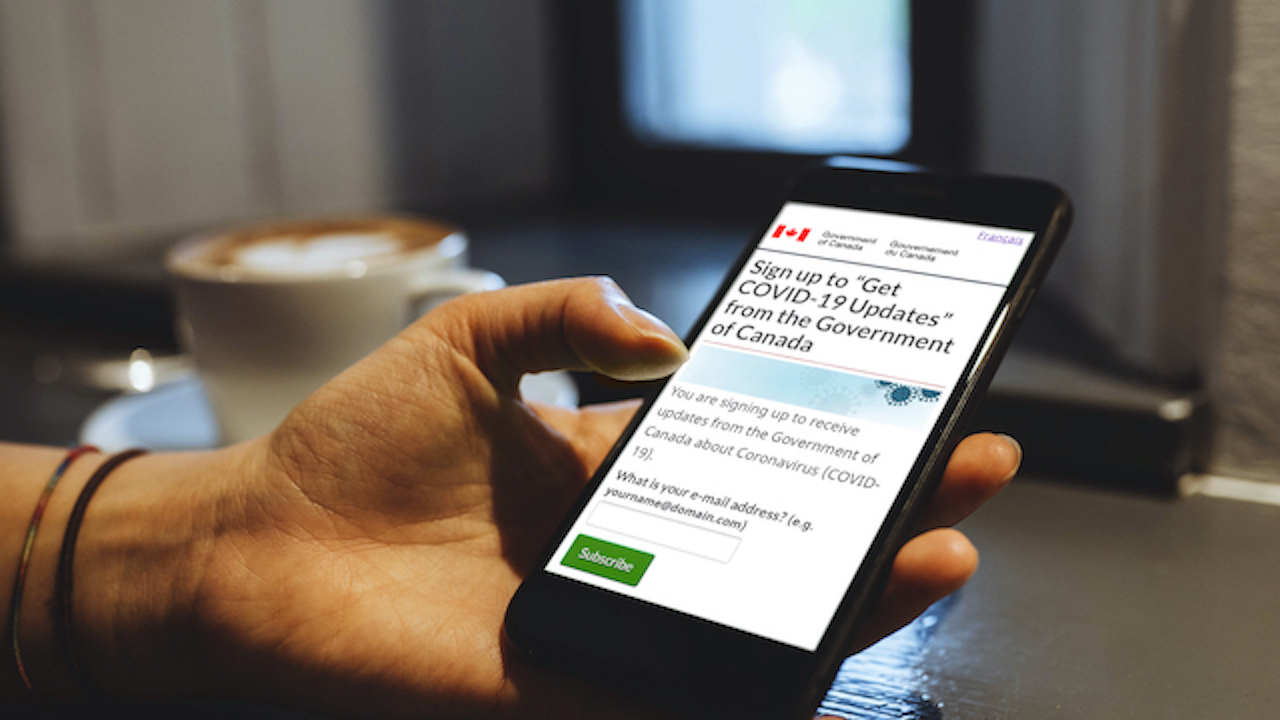 Government
of Canada
Gouvernement
du Canada
Français
Sign up to “Get
COVID-19 Updates”
from the Government
of Canada
You are signing up to receive
updates from the Government of
Canada about Coronavirus (COVID-
19).
What is your e-mail address? (e.g.
yourname@domain.com)
Subscribe